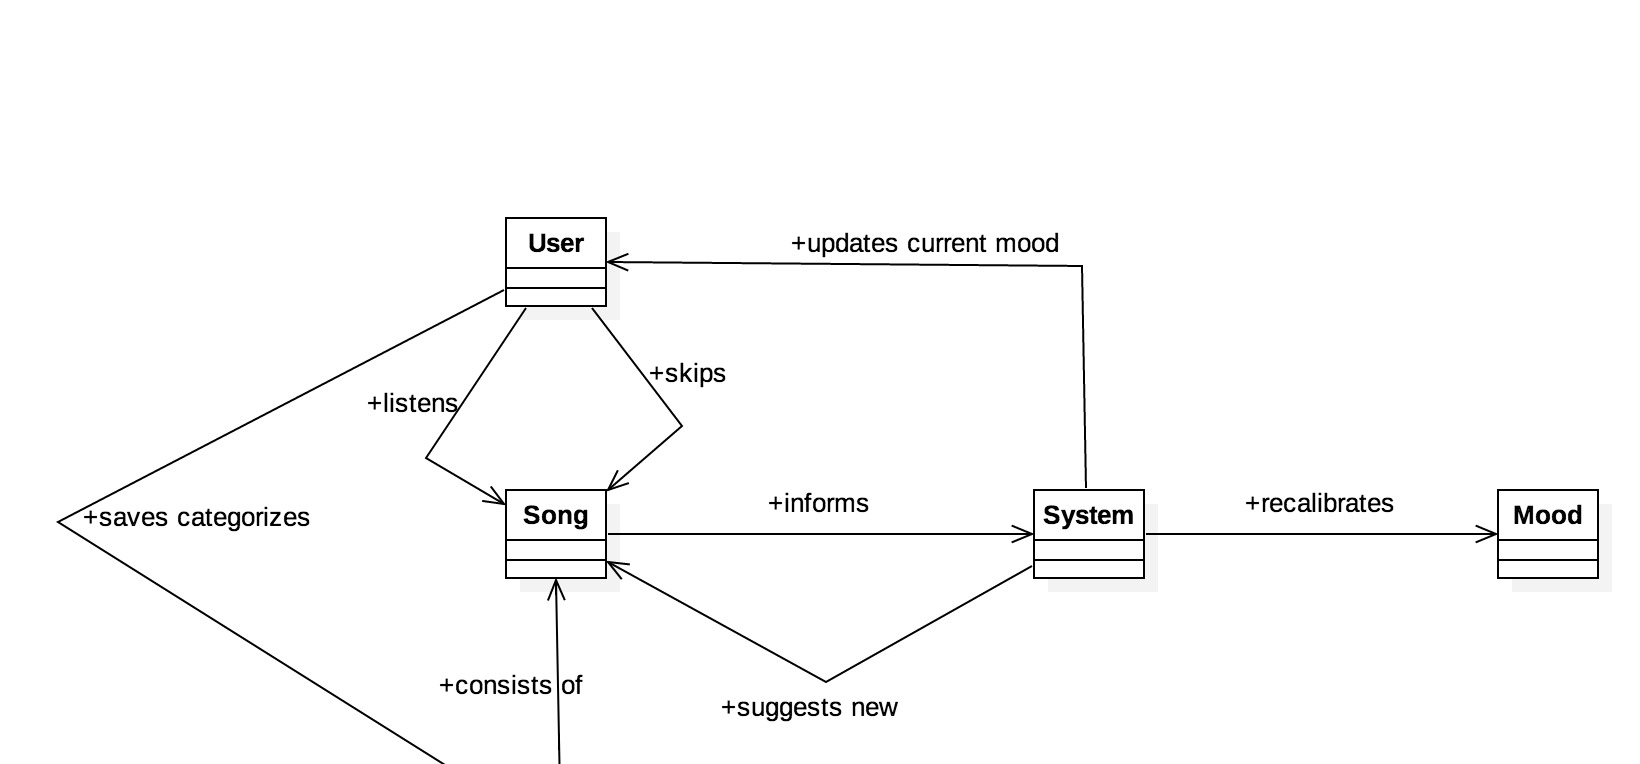 User
+updates current mood
+skips
+listens
+saves categorizes
Song
+informs
System
+recalibrates
Mood
+consists of
+suggests new